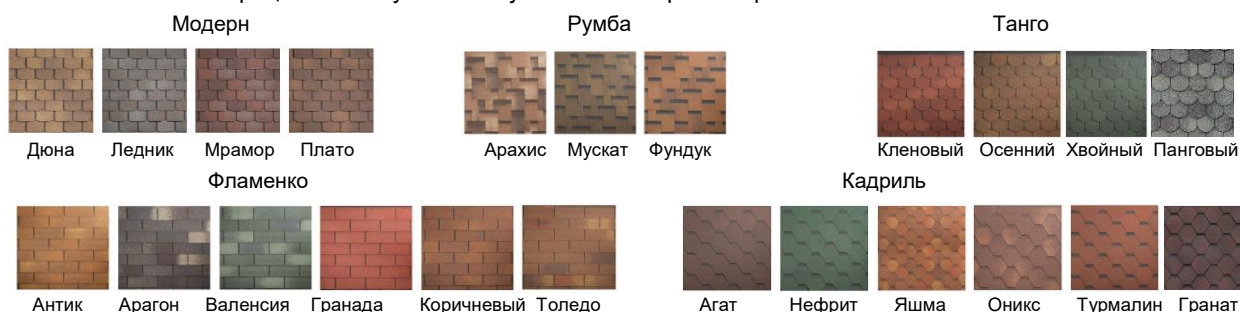 Модерн Румба Танго
Дюна Ледник Мрамор Плато Арахис Мускат Фундук Кленовый Осенний Хвойный Панговый
Фламенко Кадриль
Антик Арагон Валенсия Гранада Коричневый Толедо Агат Нефрит Яшма Оникс Турмалин Гранат